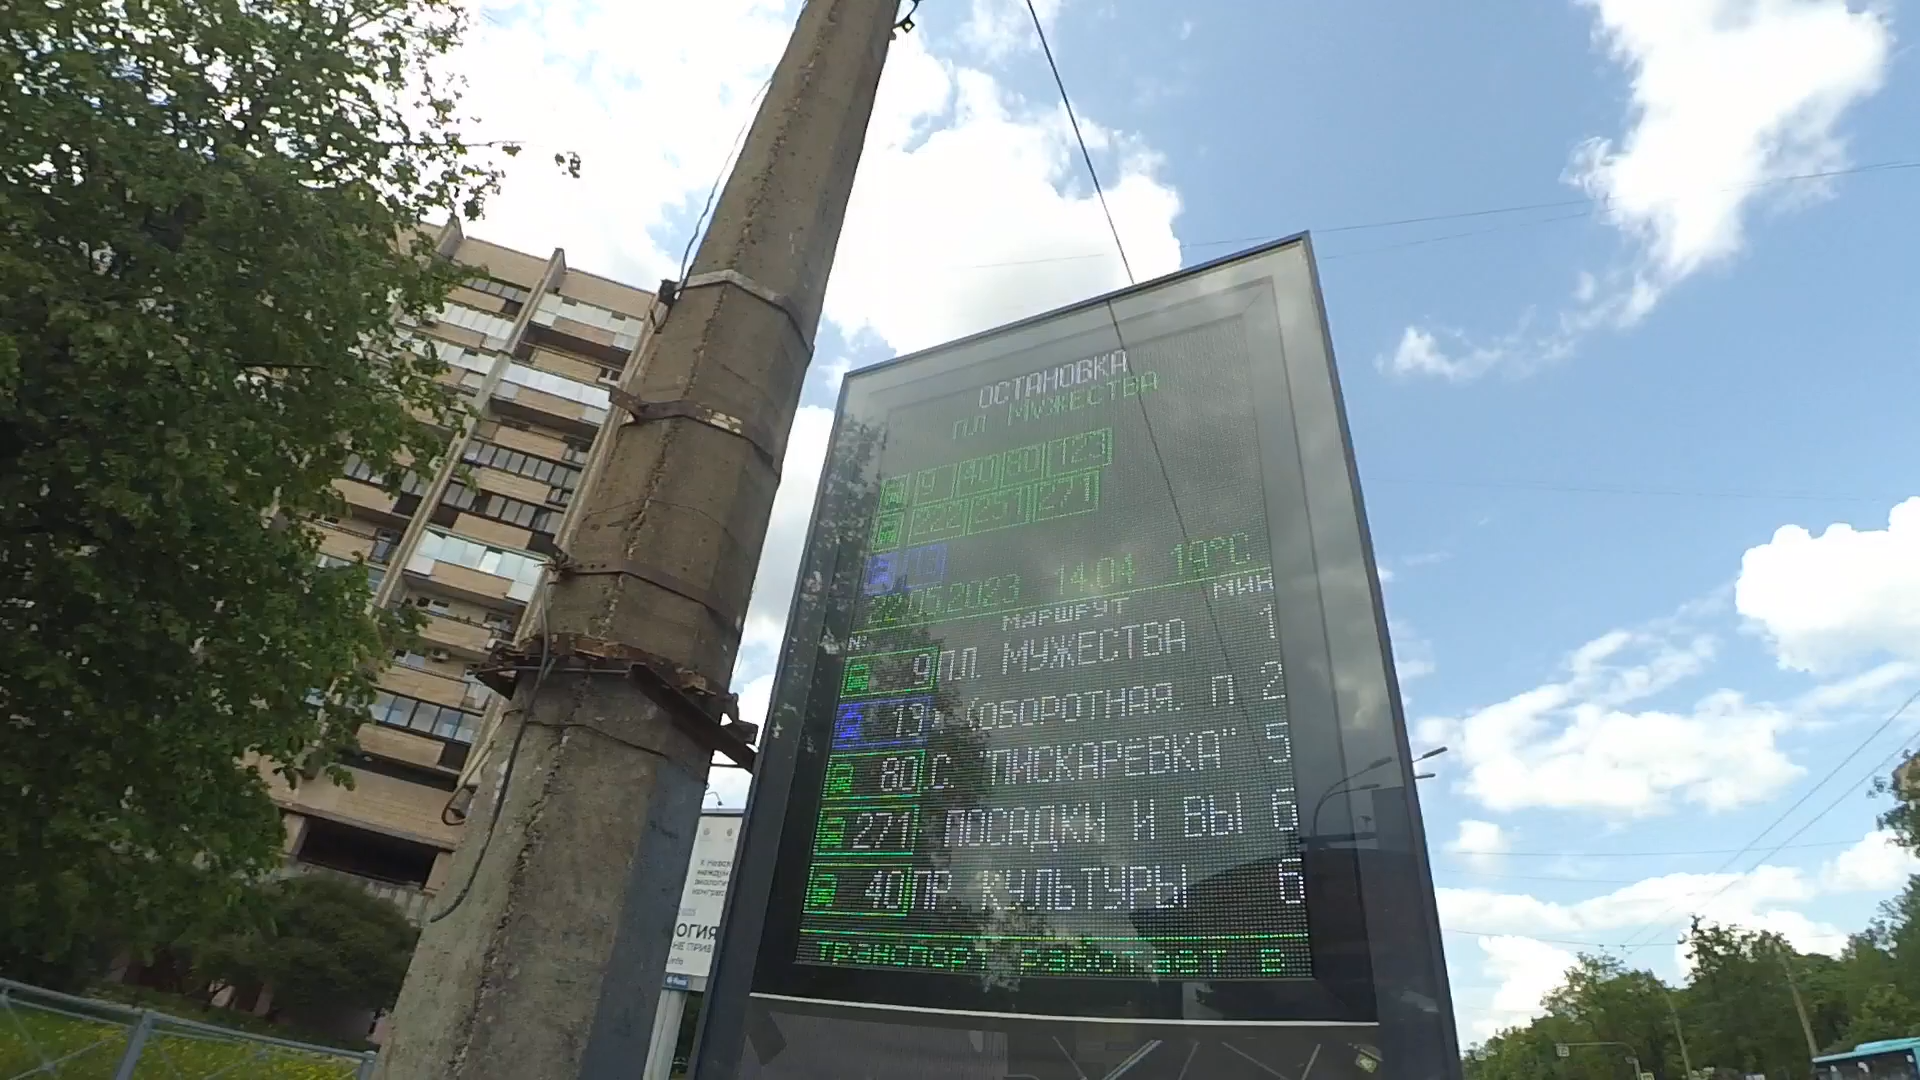 ОСТАНОВКА
ПЛ МУЖЕСТВА
9 40 80 123
222 251 271
13
22.05.2023 14.04 19°C
№ МАРШРУТ МИН
9 ПЛ. МУЖЕСТВА 1
13 (ОБОРОТНАЯ. П 2
80 .С "ПИСКАРЕВКА" 5
271 ПОСАДКИ И ВЫ 6
40 ПР. КУЛЬТУРЫ 6
транспорт работает в
ОГИЯ